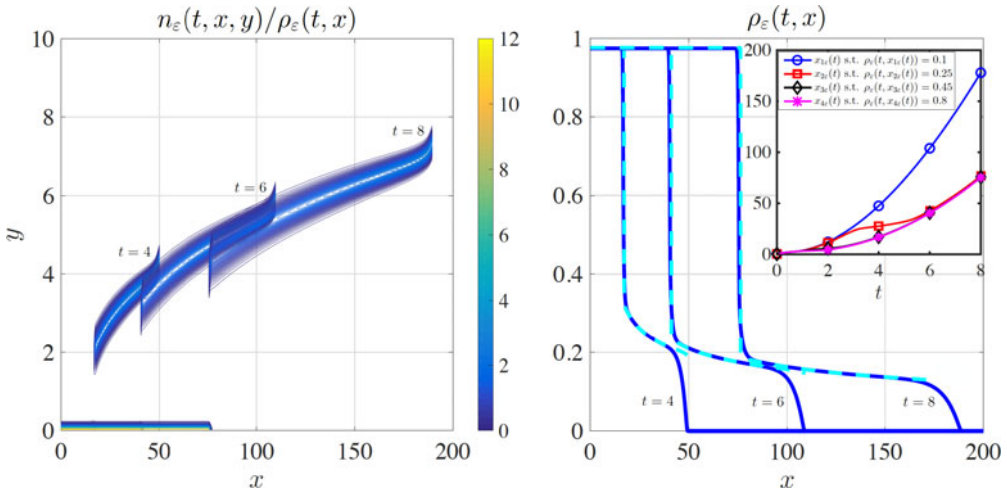 n_ε(t, x, y)/ρ_ε(t, x)
10
8
6
4
2
0
y
0 50 100 150 200
x
t = 4
t = 6
t = 8
12
10
8
6
4
2
0
ρ_ε(t, x)
1
0.8
0.6
0.4
0.2
0
0 50 100 150 200
x
t = 4
t = 6
t = 8
200
150
100
50
0
0 2 4 6 8
t
x_{1ε}(t) s.t. ρ_ε(t, x_{1ε}(t)) = 0.1
x_{2ε}(t) s.t. ρ_ε(t, x_{2ε}(t)) = 0.25
x_{3ε}(t) s.t. ρ_ε(t, x_{3ε}(t)) = 0.45
x_{4ε}(t) s.t. ρ_ε(t, x_{4ε}(t)) = 0.8